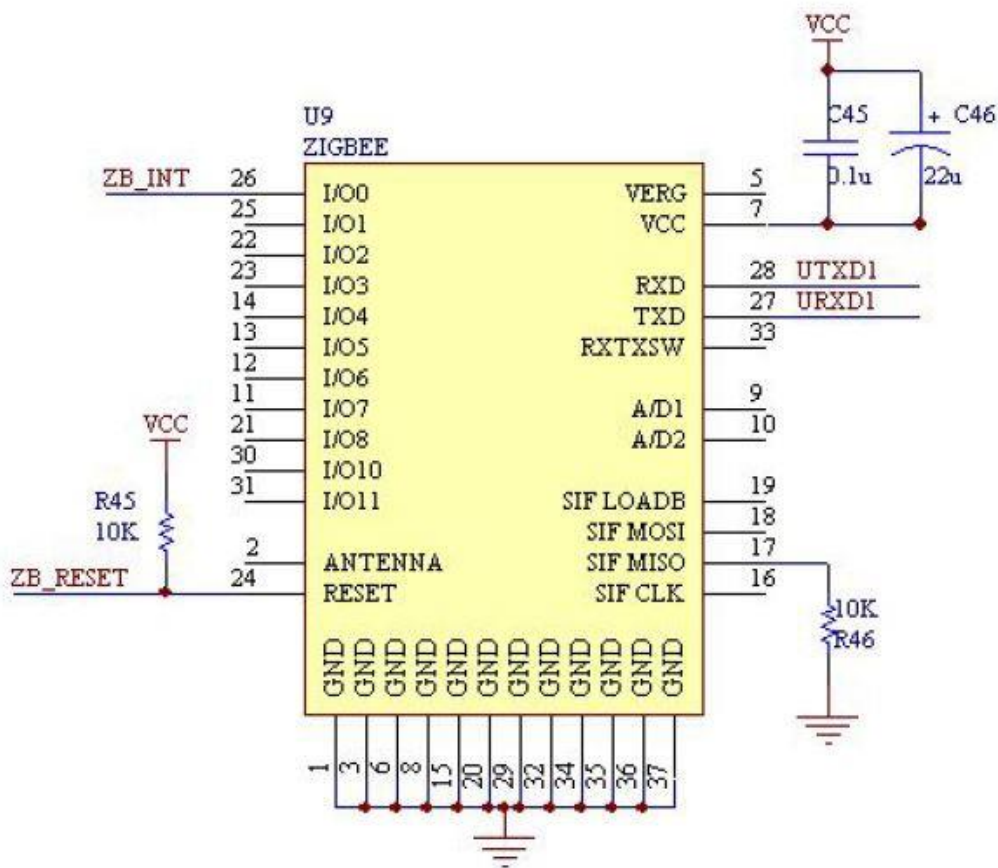 VCC
C45
+ C46
0.1u
22u
U9
ZIGBEE
ZB_INT 26 I/O0 VERG 5
25 I/O1 VCC 7
22 I/O2
23 I/O3 RXD 28 UTXD1
14 I/O4 TXD 27 URXD1
13 I/O5 RXTXSW 33
12 I/O6
11 I/O7 A/D1 9
VCC 21 I/O8 A/D2 10
30 I/O10
R45 31 I/O11 SIF LOADB 19
10K SIF MOSI 18
2 ANTENNA SIF MISO 17
ZB_RESET 24 RESET SIF CLK 16
10K
R46
GND GND GND GND GND GND GND GND GND GND GND GND
1 3 6 8 15 20 29 32 34 35 36 37